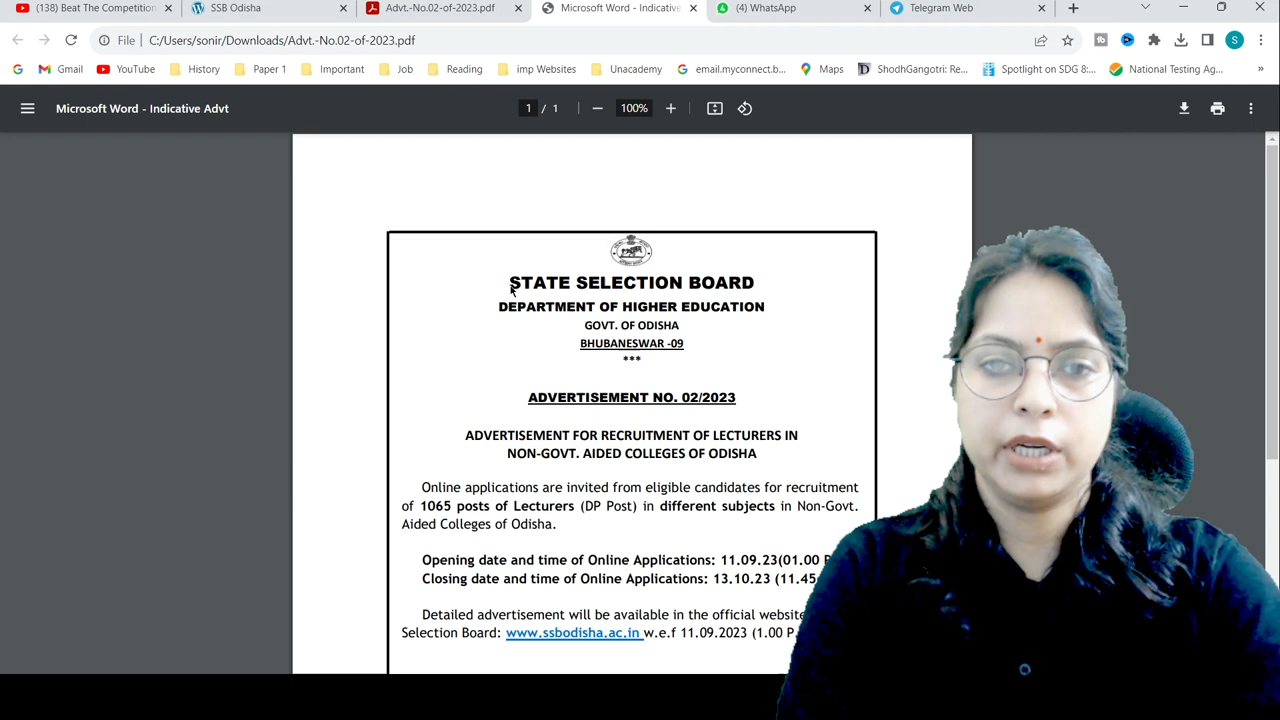 (138) Beat The Competition
SSB Odisha
Advt.-No.02-of-2023.pdf
Microsoft Word - Indicative
(4) WhatsApp
Telegram Web
File
C:/Users/sonir/Downloads/Advt.-No.02-of-2023.pdf
S
Gmail
YouTube
History
Paper 1
Important
Job
Reading
imp Websites
Unacademy
email.myconnect.b...
Maps
ShodhGangotri: Re...
Spotlight on SDG 8:...
National Testing Ag...
»
Microsoft Word - Indicative Advt
1 / 1
100%
STATE SELECTION BOARD
DEPARTMENT OF HIGHER EDUCATION
GOVT. OF ODISHA
BHUBANESWAR -09
***
ADVERTISEMENT NO. 02/2023
ADVERTISEMENT FOR RECRUITMENT OF LECTURERS IN
NON-GOVT. AIDED COLLEGES OF ODISHA
Online applications are invited from eligible candidates for recruitment
of 1065 posts of Lecturers (DP Post) in different subjects in Non-Govt.
Aided Colleges of Odisha.
Opening date and time of Online Applications: 11.09.23(01.00 P
Closing date and time of Online Applications: 13.10.23 (11.45
Detailed advertisement will be available in the official website
Selection Board: www.ssbodisha.ac.in w.e.f 11.09.2023 (1.00 P.